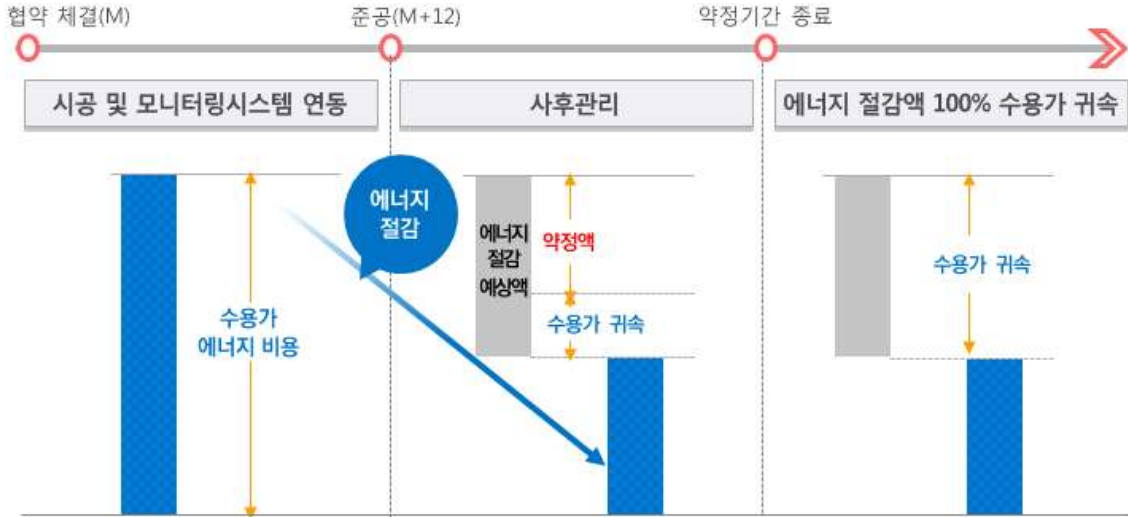 협약 체결(M)
준공(M+12)
약정기간 종료
시공 및 모니터링시스템 연동
사후관리
에너지 절감액 100% 수용가 귀속
수용가
에너지 비용
에너지
절감
에너지
절감
예상액
약정액
수용가 귀속
수용가 귀속